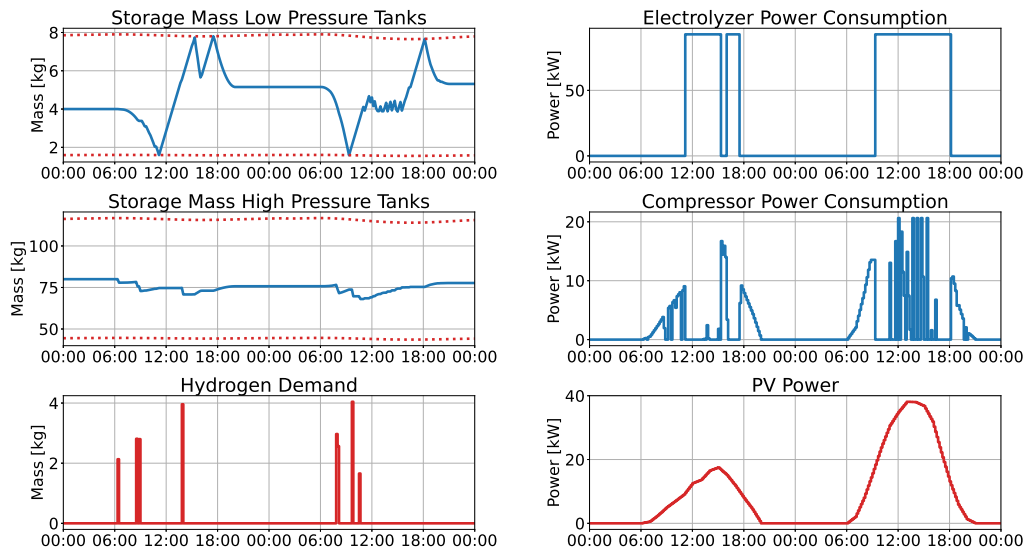 Storage Mass Low Pressure Tanks
Mass [kg]
8
6
4
2
00:00 06:00 12:00 18:00 00:00 06:00 12:00 18:00 00:00
Electrolyzer Power Consumption
Power [kW]
50
0
00:00 06:00 12:00 18:00 00:00 06:00 12:00 18:00 00:00
Storage Mass High Pressure Tanks
Mass [kg]
100
75
50
00:00 06:00 12:00 18:00 00:00 06:00 12:00 18:00 00:00
Compressor Power Consumption
Power [kW]
20
10
0
00:00 06:00 12:00 18:00 00:00 06:00 12:00 18:00 00:00
Hydrogen Demand
Mass [kg]
4
2
0
00:00 06:00 12:00 18:00 00:00 06:00 12:00 18:00 00:00
PV Power
Power [kW]
40
20
0
00:00 06:00 12:00 18:00 00:00 06:00 12:00 18:00 00:00